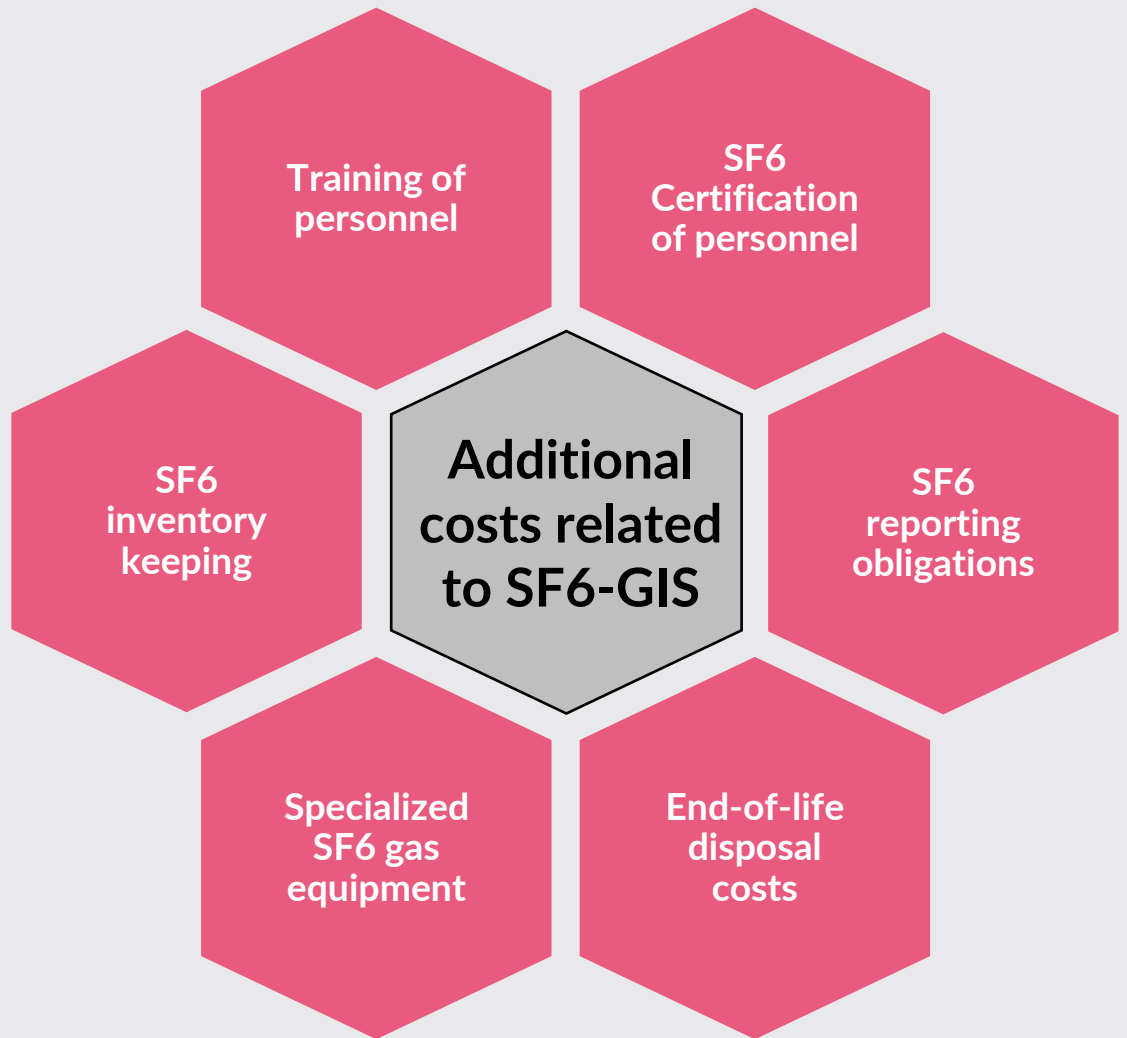 Training of
personnel
SF6
Certification
of personnel
SF6
inventory
keeping
Additional
costs related
to SF6-GIS
SF6
reporting
obligations
Specialized
SF6 gas
equipment
End-of-life
disposal
costs